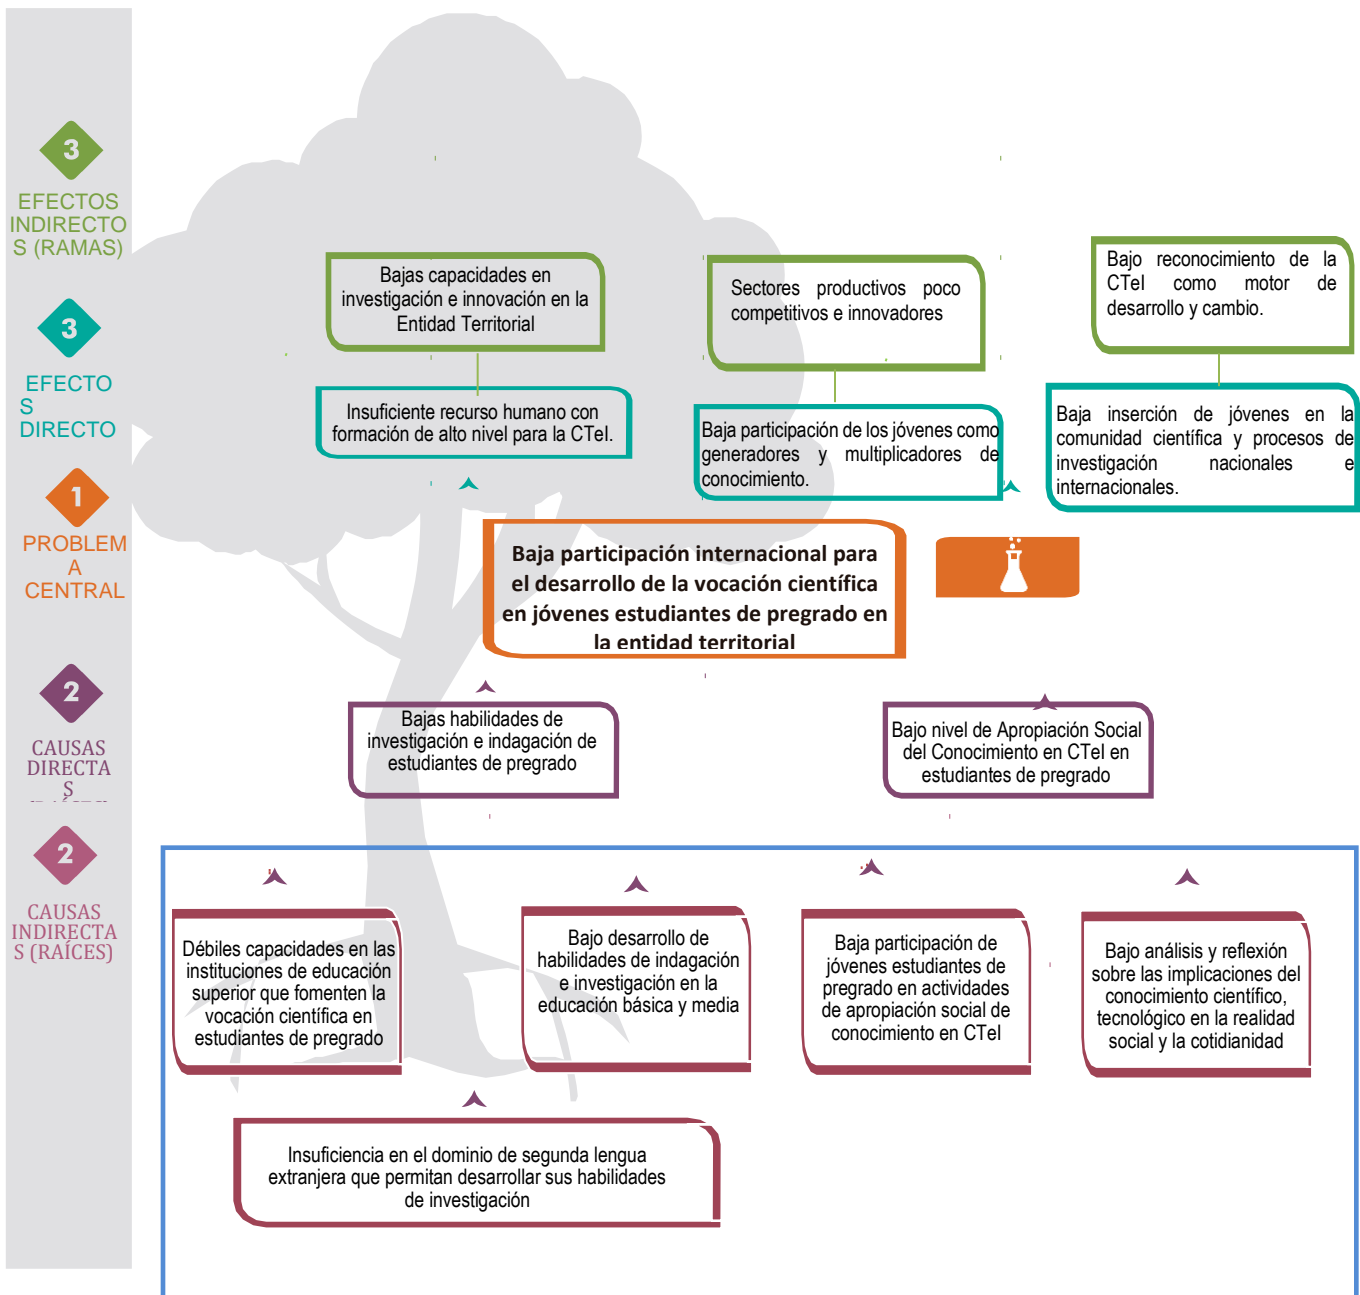 3
EFECTOS
INDIRECTO
S (RAMAS)
Bajas capacidades en
investigación e innovación en la
Entidad Territorial
Sectores productivos poco
competitivos e innovadores
Bajo reconocimiento de la
CTeI como motor de
desarrollo y cambio.
3
EFECTO
S
DIRECTO
Insuficiente recurso humano con
formación de alto nivel para la CTeI.
Baja participación de los jóvenes como
generadores y multiplicadores de
conocimiento.
Baja inserción de jóvenes en la
comunidad científica y procesos de
investigación nacionales e
internacionales.
1
PROBLEM
A
CENTRAL
Baja participación internacional para
el desarrollo de la vocación científica
en jóvenes estudiantes de pregrado en
la entidad territorial
2
CAUSAS
DIRECTA
S
Bajas habilidades de
investigación e indagación de
estudiantes de pregrado
Bajo nivel de Apropiación Social
del Conocimiento en CTeI en
estudiantes de pregrado
2
CAUSAS
INDIRECTA
S (RAÍCES)
Débiles capacidades en las
instituciones de educación
superior que fomenten la
vocación científica en
estudiantes de pregrado
Bajo desarrollo de
habilidades de indagación
e investigación en la
educación básica y media
Baja participación de
jóvenes estudiantes de
pregrado en actividades
de apropiación social de
conocimiento en CTeI
Bajo análisis y reflexión
sobre las implicaciones del
conocimiento científico,
tecnológico en la realidad
social y la cotidianidad
Insuficiencia en el dominio de segunda lengua
extranjera que permitan desarrollar sus habilidades
de investigación